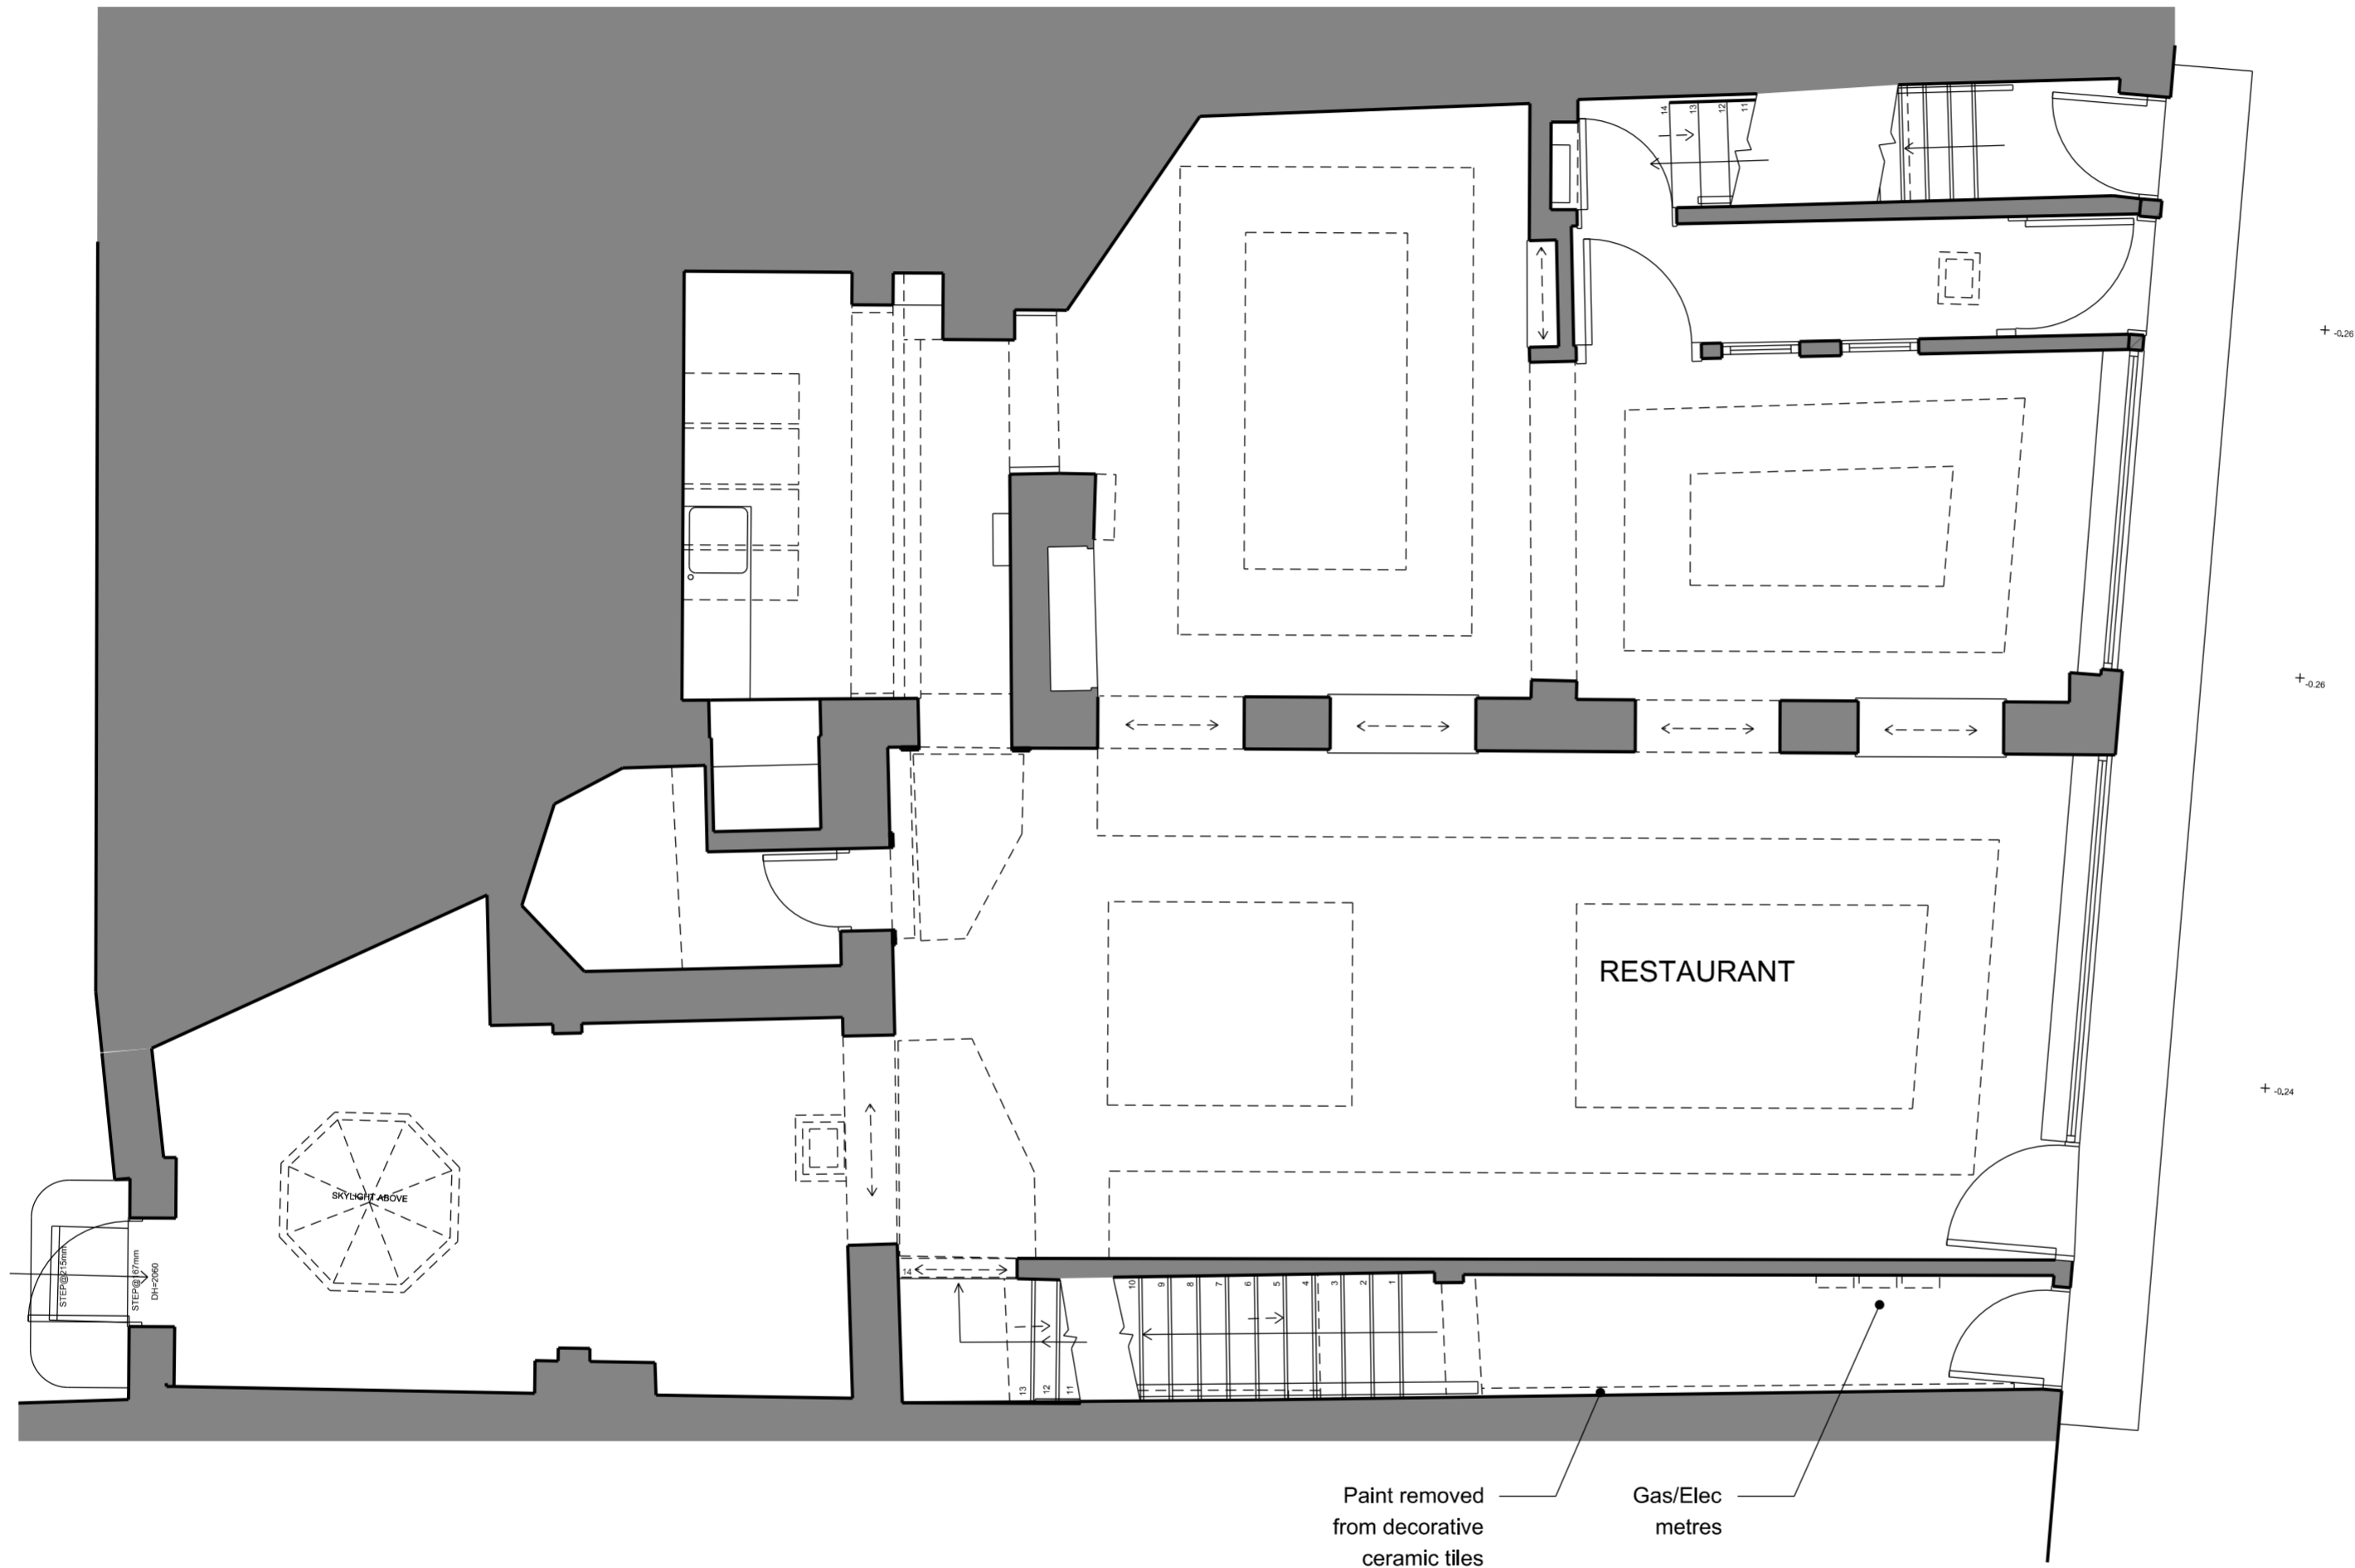 14
13
12
11
-0.26
-0.26
RESTAURANT
-0.24
SKYLIGHT ABOVE
STEP@215mm
STEP@167mm
DH=2060
14
13
12
11
10
9
8
7
6
5
4
3
2
1
Paint removed
from decorative
ceramic tiles
Gas/Elec
metres